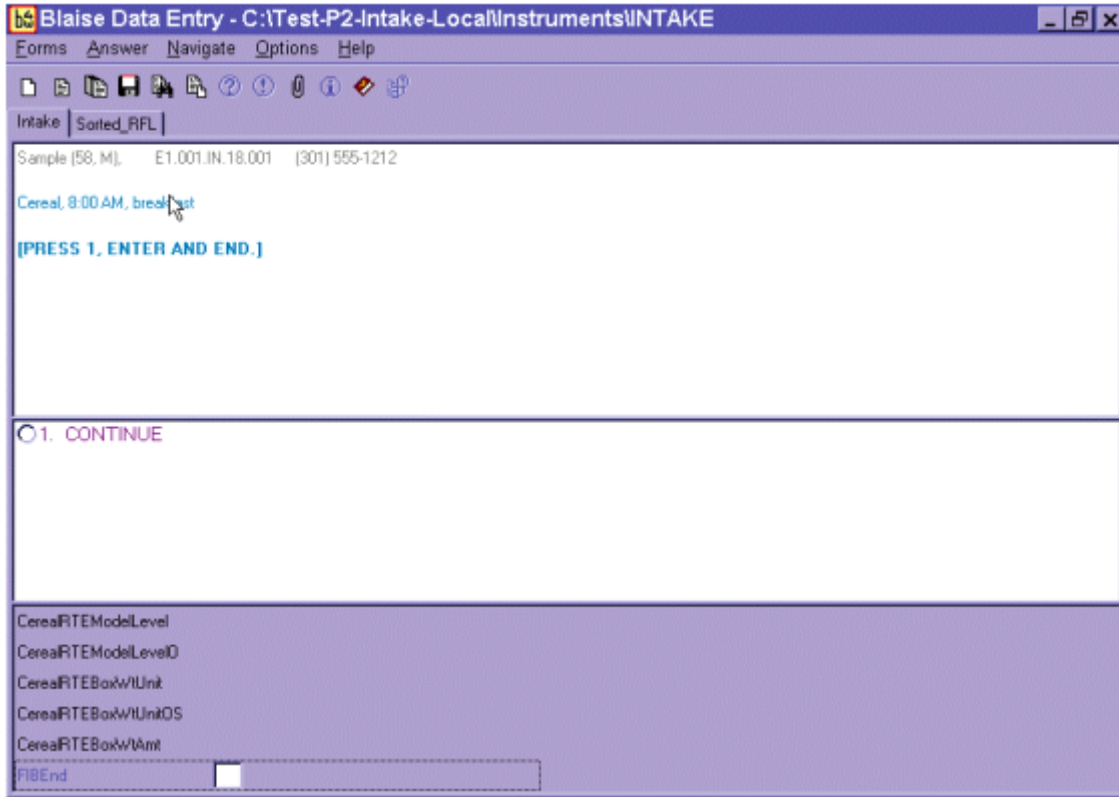 Blaise Data Entry - C:\Test-P2-Intake-Local\Instruments\INTAKE
Forms Answer Navigate Options Help
Intake Sorted_RFL
Sample (58, M), E1.001.IN.18.001 (301) 555-1212
Cereal, 8:00 AM, breakfast
[PRESS 1, ENTER AND END.]
1. CONTINUE
CerealRTEModelLevel
CerealRTEModelLevelO
CerealRTEBoxWtUnit
CerealRTEBoxWtUnitOS
CerealRTEBoxWtAmt
FIBEnd